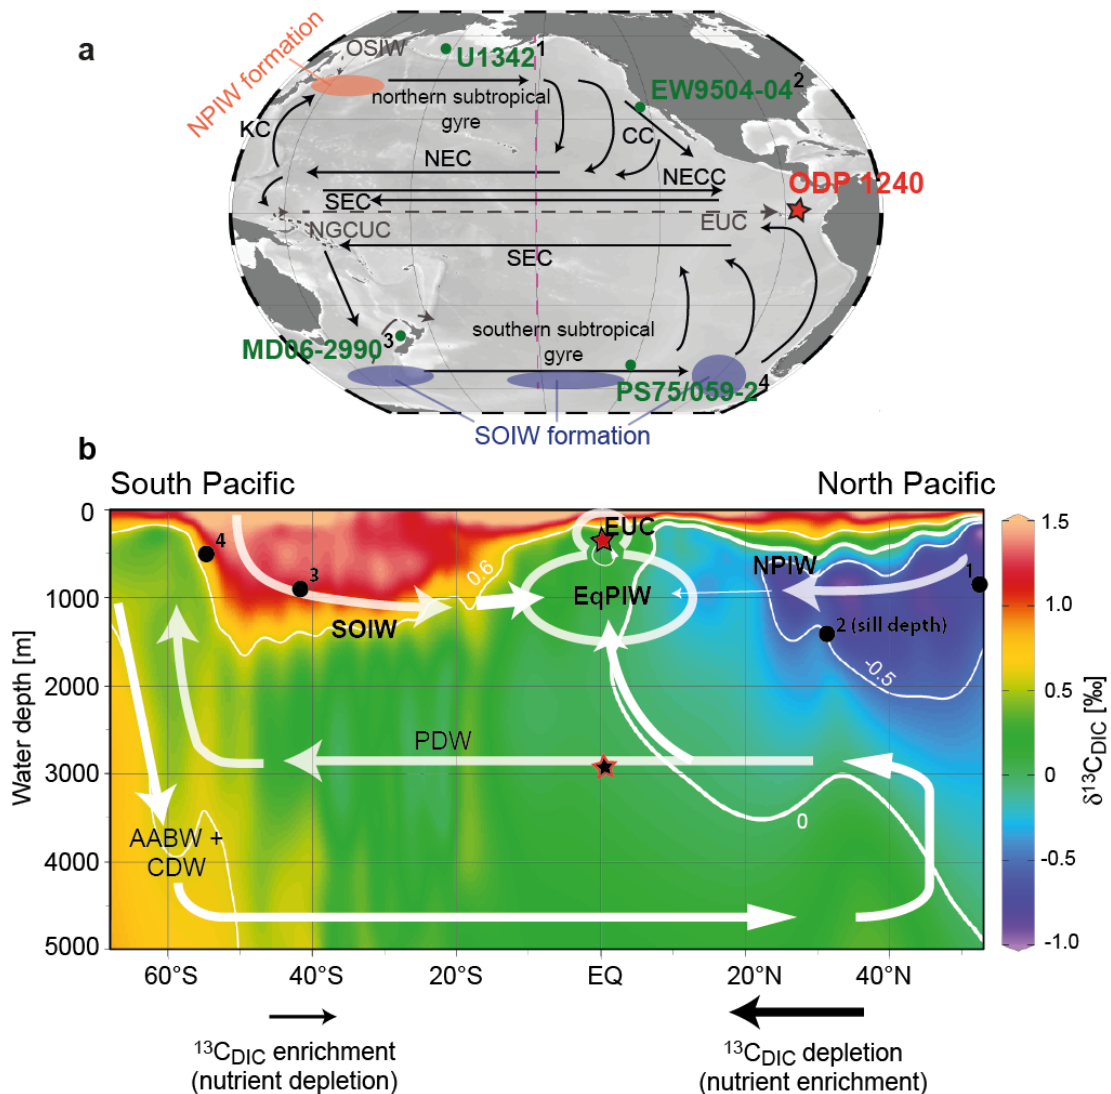 a
OSIW
NPIW formation
U1342¹
EW9504-04²
northern subtropical
gyre
KC
CC
NEC
NECC
ODP 1240
SEC
NGCUC
EUC
SEC
southern subtropical
gyre
MD06-2990³
PS75/059-2⁴
SOIW formation
b
South Pacific
North Pacific
0
1000
2000
3000
4000
5000
Water depth [m]
4
3
SOIW
0.6
EUC
EqPIW
NPIW
1
2 (sill depth)
-0.5
PDW
0
AABW +
CDW
60°S
40°S
20°S
EQ
20°N
40°N
1.5
1.0
0.5
0
-0.5
-1.0
δ¹³C_DIC [‰]
¹³C_DIC enrichment
(nutrient depletion)
¹³C_DIC depletion
(nutrient enrichment)